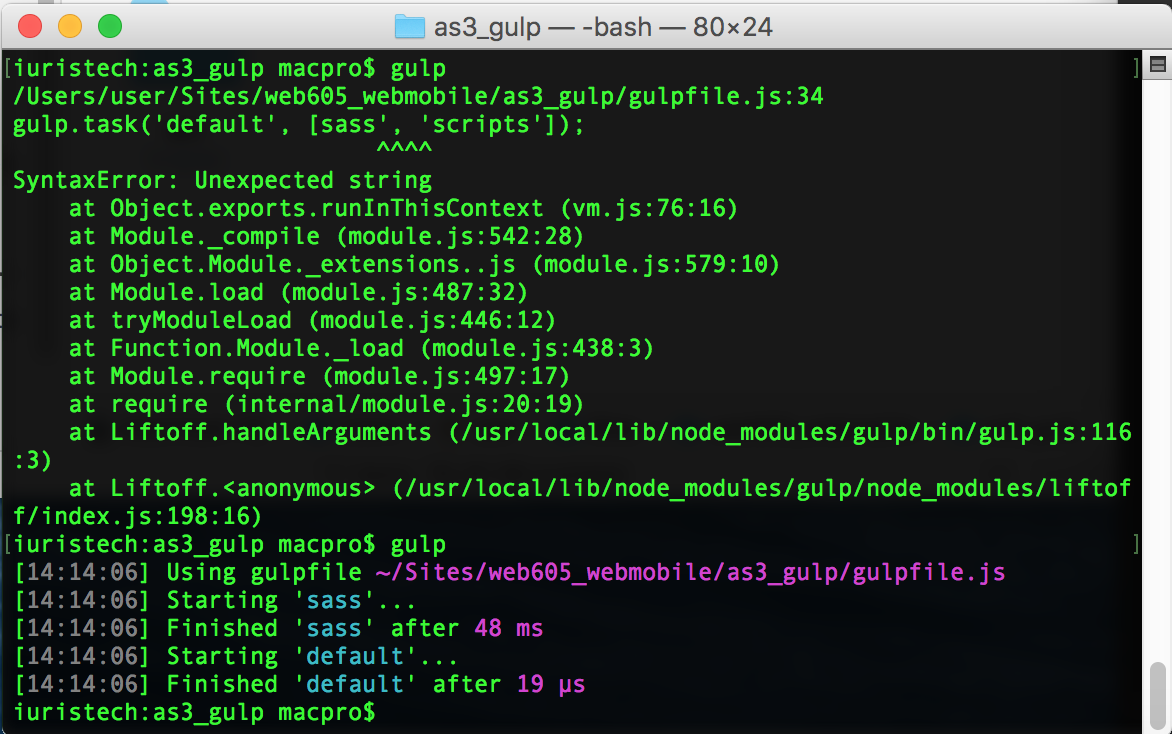 as3_gulp — -bash — 80×24
[iuristech:as3_gulp macpro$ gulp ]
/Users/user/Sites/web605_webmobile/as3_gulp/gulpfile.js:34
gulp.task('default', [sass', 'scripts']);
^^^^
SyntaxError: Unexpected string
at Object.exports.runInThisContext (vm.js:76:16)
at Module._compile (module.js:542:28)
at Object.Module._extensions..js (module.js:579:10)
at Module.load (module.js:487:32)
at tryModuleLoad (module.js:446:12)
at Function.Module._load (module.js:438:3)
at Module.require (module.js:497:17)
at require (internal/module.js:20:19)
at Liftoff.handleArguments (/usr/local/lib/node_modules/gulp/bin/gulp.js:116
:3)
at Liftoff.<anonymous> (/usr/local/lib/node_modules/gulp/node_modules/liftof
f/index.js:198:16)
[iuristech:as3_gulp macpro$ gulp ]
[14:14:06] Using gulpfile ~/Sites/web605_webmobile/as3_gulp/gulpfile.js
[14:14:06] Starting 'sass'...
[14:14:06] Finished 'sass' after 48 ms
[14:14:06] Starting 'default'...
[14:14:06] Finished 'default' after 19 μs
iuristech:as3_gulp macpro$